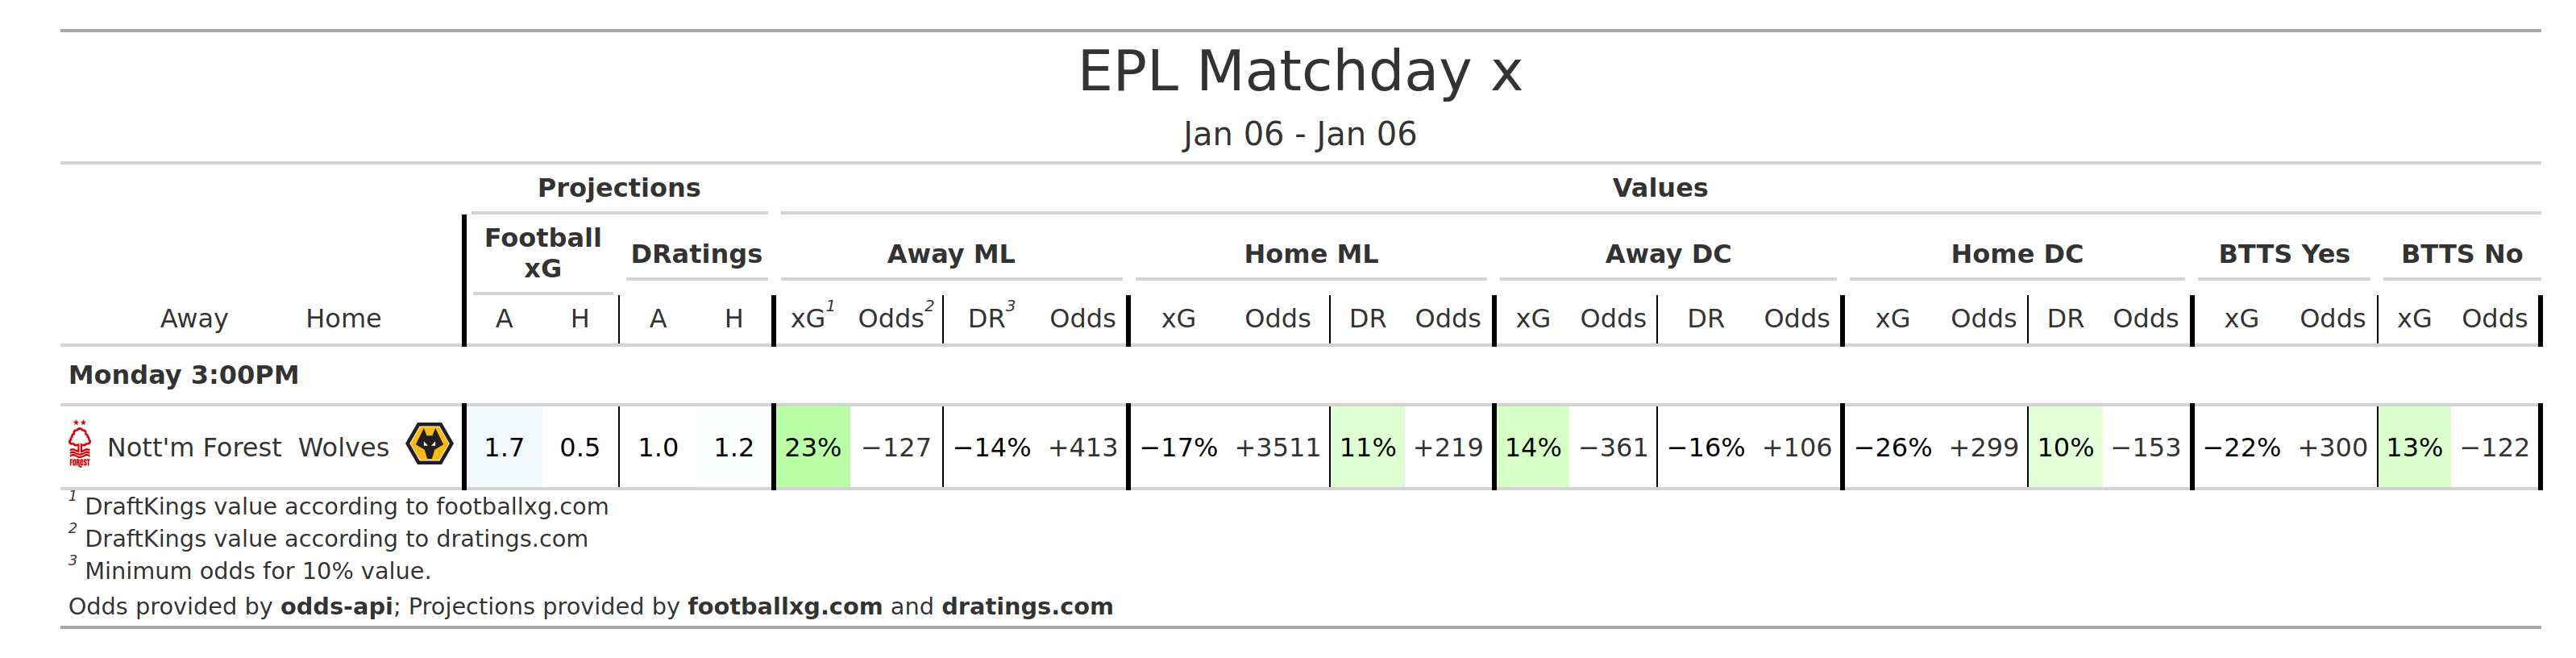 EPL Matchday x
Jan 06 - Jan 06
Projections Values
Football xG DRatings Away ML Home ML Away DC Home DC BTTS Yes BTTS No
Away Home A H A H xG1 Odds2 DR3 Odds xG Odds DR Odds xG Odds DR Odds xG Odds DR Odds xG Odds xG Odds
Monday 3:00PM
FOREST Nott'm Forest Wolves 1.7 0.5 1.0 1.2 23% −127 −14% +413 −17% +3511 11% +219 14% −361 −16% +106 −26% +299 10% −153 −22% +300 13% −122
1 DraftKings value according to footballxg.com
2 DraftKings value according to dratings.com
3 Minimum odds for 10% value.
Odds provided by odds-api; Projections provided by footballxg.com and dratings.com